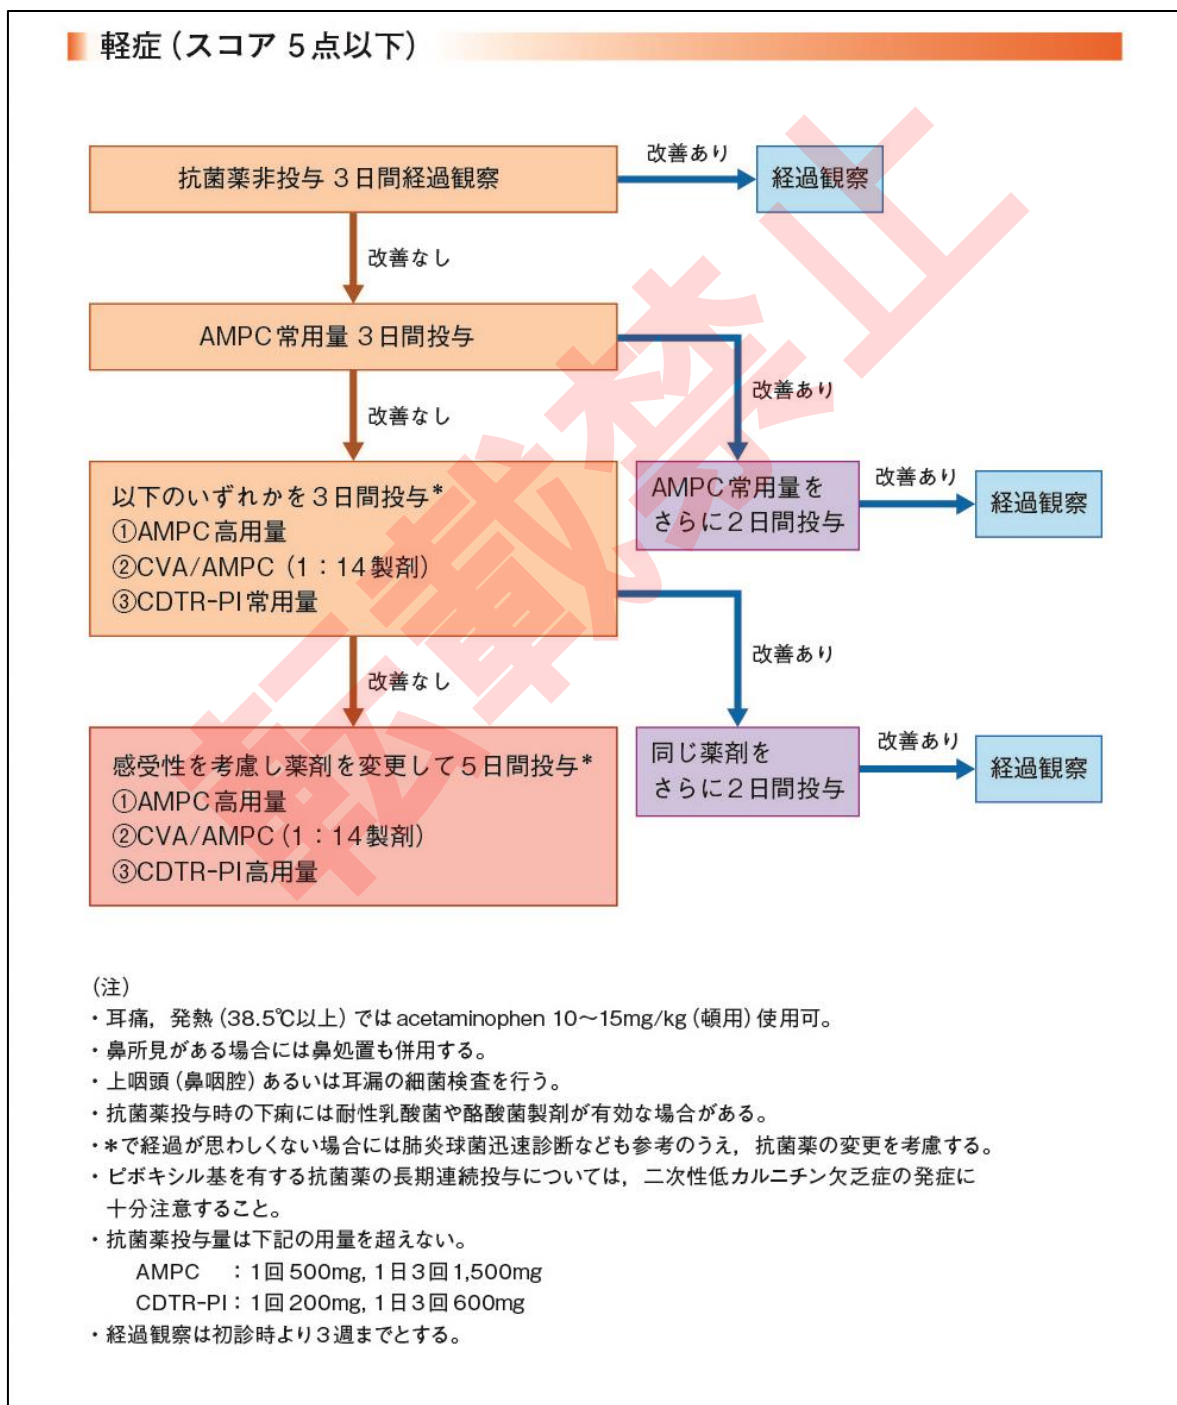 軽症（スコア 5点以下）
抗菌薬非投与 3日間経過観察
改善あり
経過観察
改善なし
AMPC常用量 3日間投与
改善あり
改善なし
以下のいずれかを3日間投与*
①AMPC高用量
②CVA/AMPC（1：14製剤）
③CDTR-PI常用量
AMPC常用量を
さらに2日間投与
改善あり
経過観察
改善あり
改善なし
感受性を考慮し薬剤を変更して5日間投与*
①AMPC高用量
②CVA/AMPC（1：14製剤）
③CDTR-PI高用量
同じ薬剤を
さらに2日間投与
改善あり
経過観察
転載禁止
（注）
・耳痛，発熱（38.5℃以上）ではacetaminophen 10～15mg/kg（頓用）使用可。
・鼻所見がある場合には鼻処置も併用する。
・上咽頭（鼻咽腔）あるいは耳漏の細菌検査を行う。
・抗菌薬投与時の下痢には耐性乳酸菌や酪酸菌製剤が有効な場合がある。
・*で経過が思わしくない場合には肺炎球菌迅速診断なども参考のうえ，抗菌薬の変更を考慮する。
・ピボキシル基を有する抗菌薬の長期連続投与については，二次性低カルニチン欠乏症の発症に
十分注意すること。
・抗菌薬投与量は下記の用量を超えない。
AMPC ：1回500mg, 1日3回1,500mg
CDTR-PI：1回200mg, 1日3回600mg
・経過観察は初診時より3週までとする。